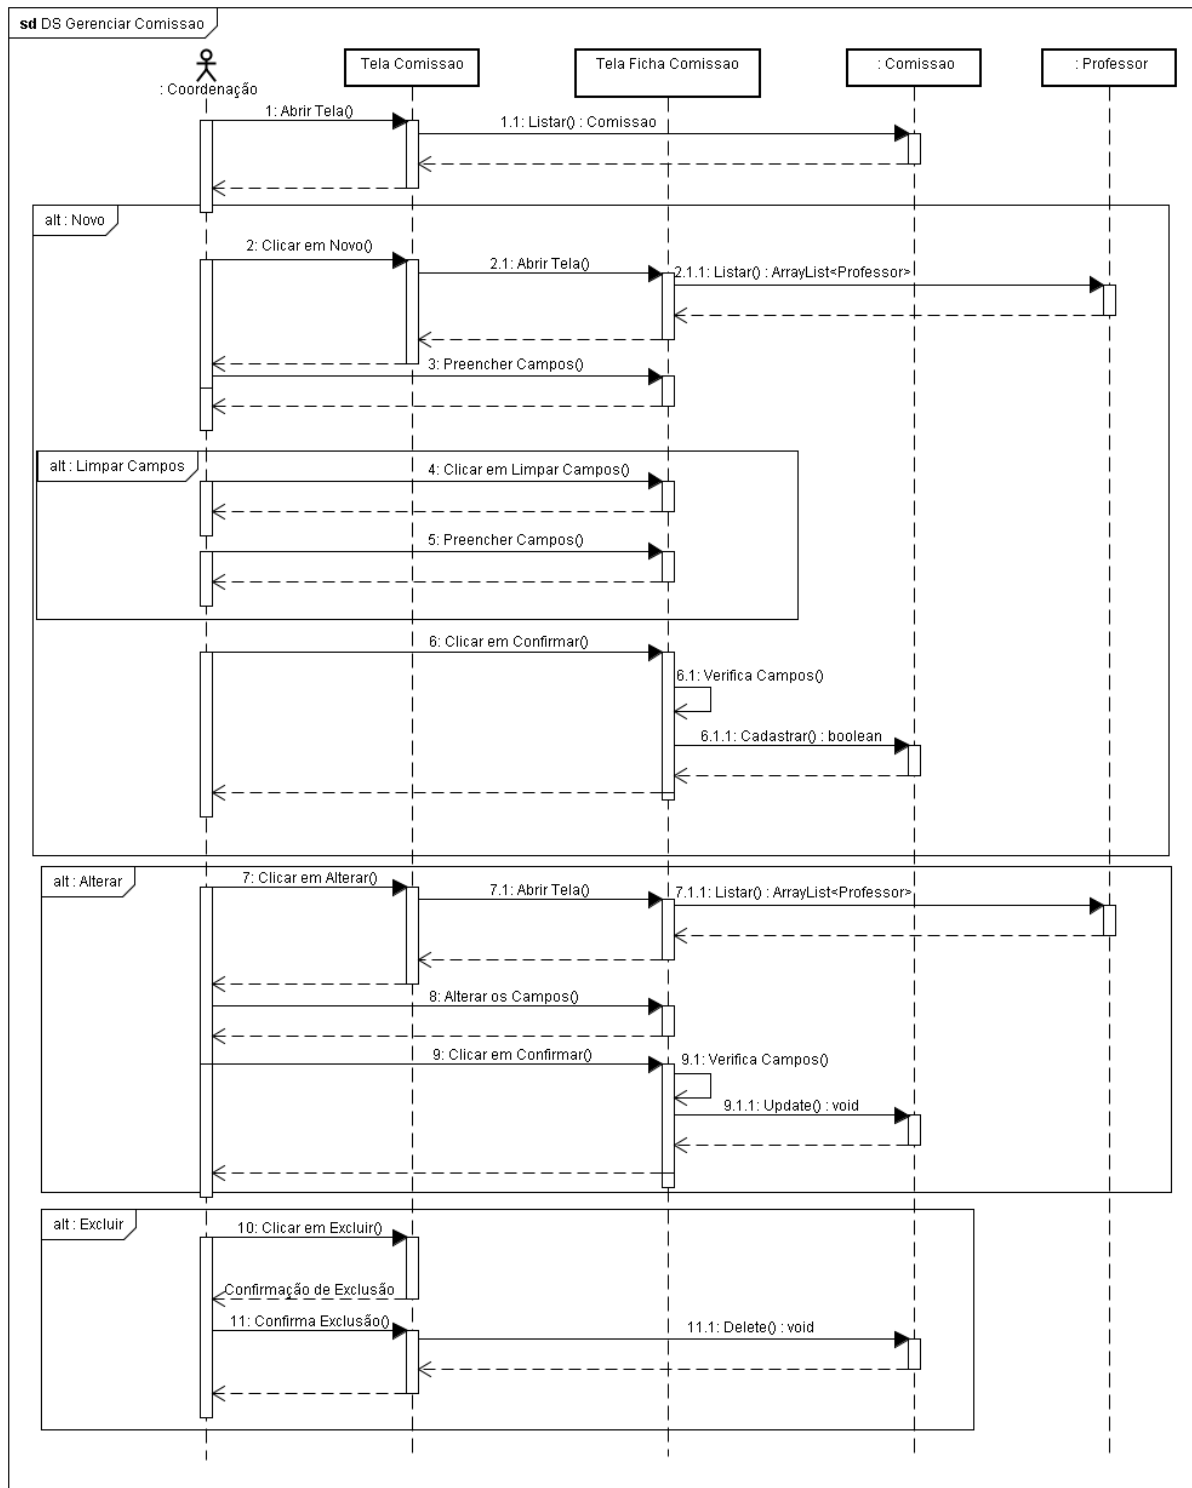 sd DS Gerenciar Comissao
: Coordenação
Tela Comissao
Tela Ficha Comissao
: Comissao
: Professor
1: Abrir Tela()
1.1: Listar() : Comissao
alt : Novo
2: Clicar em Novo()
2.1: Abrir Tela()
2.1.1: Listar() : ArrayList<Professor>
3: Preencher Campos()
alt : Limpar Campos
4: Clicar em Limpar Campos()
5: Preencher Campos()
6: Clicar em Confirmar()
6.1: Verifica Campos()
6.1.1: Cadastrar() : boolean
alt : Alterar
7: Clicar em Alterar()
7.1: Abrir Tela()
7.1.1: Listar() : ArrayList<Professor>
8: Alterar os Campos()
9: Clicar em Confirmar()
9.1: Verifica Campos()
9.1.1: Update() : void
alt : Excluir
10: Clicar em Excluir()
Confirmação de Exclusão
11: Confirma Exclusão()
11.1: Delete() : void